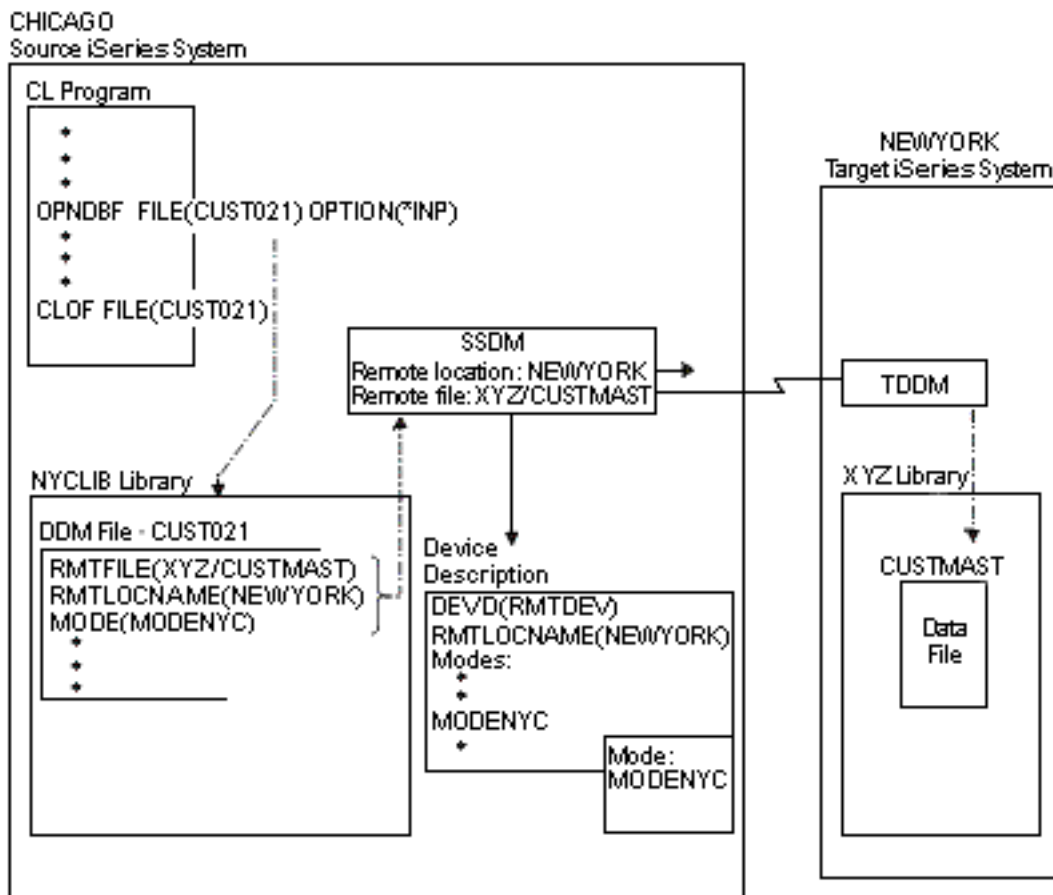 CHICAGO
Source iSeries System
CL Program
OPNDBF FILE(CUST021) OPTION(*INP)
CLOF FILE(CUST021)
NEWYORK
Target iSeries System
SSDM
Remote location: NEWYORK
Remote file: XYZ/CUSTMAST
TDDM
NYCLIB Library
DDM File - CUST021
RMTFILE(XYZ/CUSTMAST)
RMTLOCNAME(NEWYORK)
MODE(MODENYC)
Device
Description
DEVD(RMTDEV)
RMTLOCNAME(NEWYORK)
Modes:
MODENYC
Mode:
MODENYC
XYZ Library
CUSTMAST
Data
File